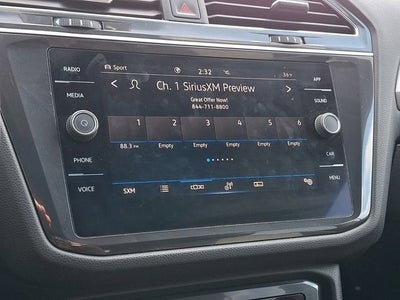 RADIO
MEDIA
PHONE
VOICE
Sport
2:32
Ch. 1 SiriusXM Preview
Great Offer Now!
844-711-8800
1 2 3 4 5 6
88.3 FM Empty Empty Empty Empty Empty
SXM
APP
SOUND
CAR
MENU